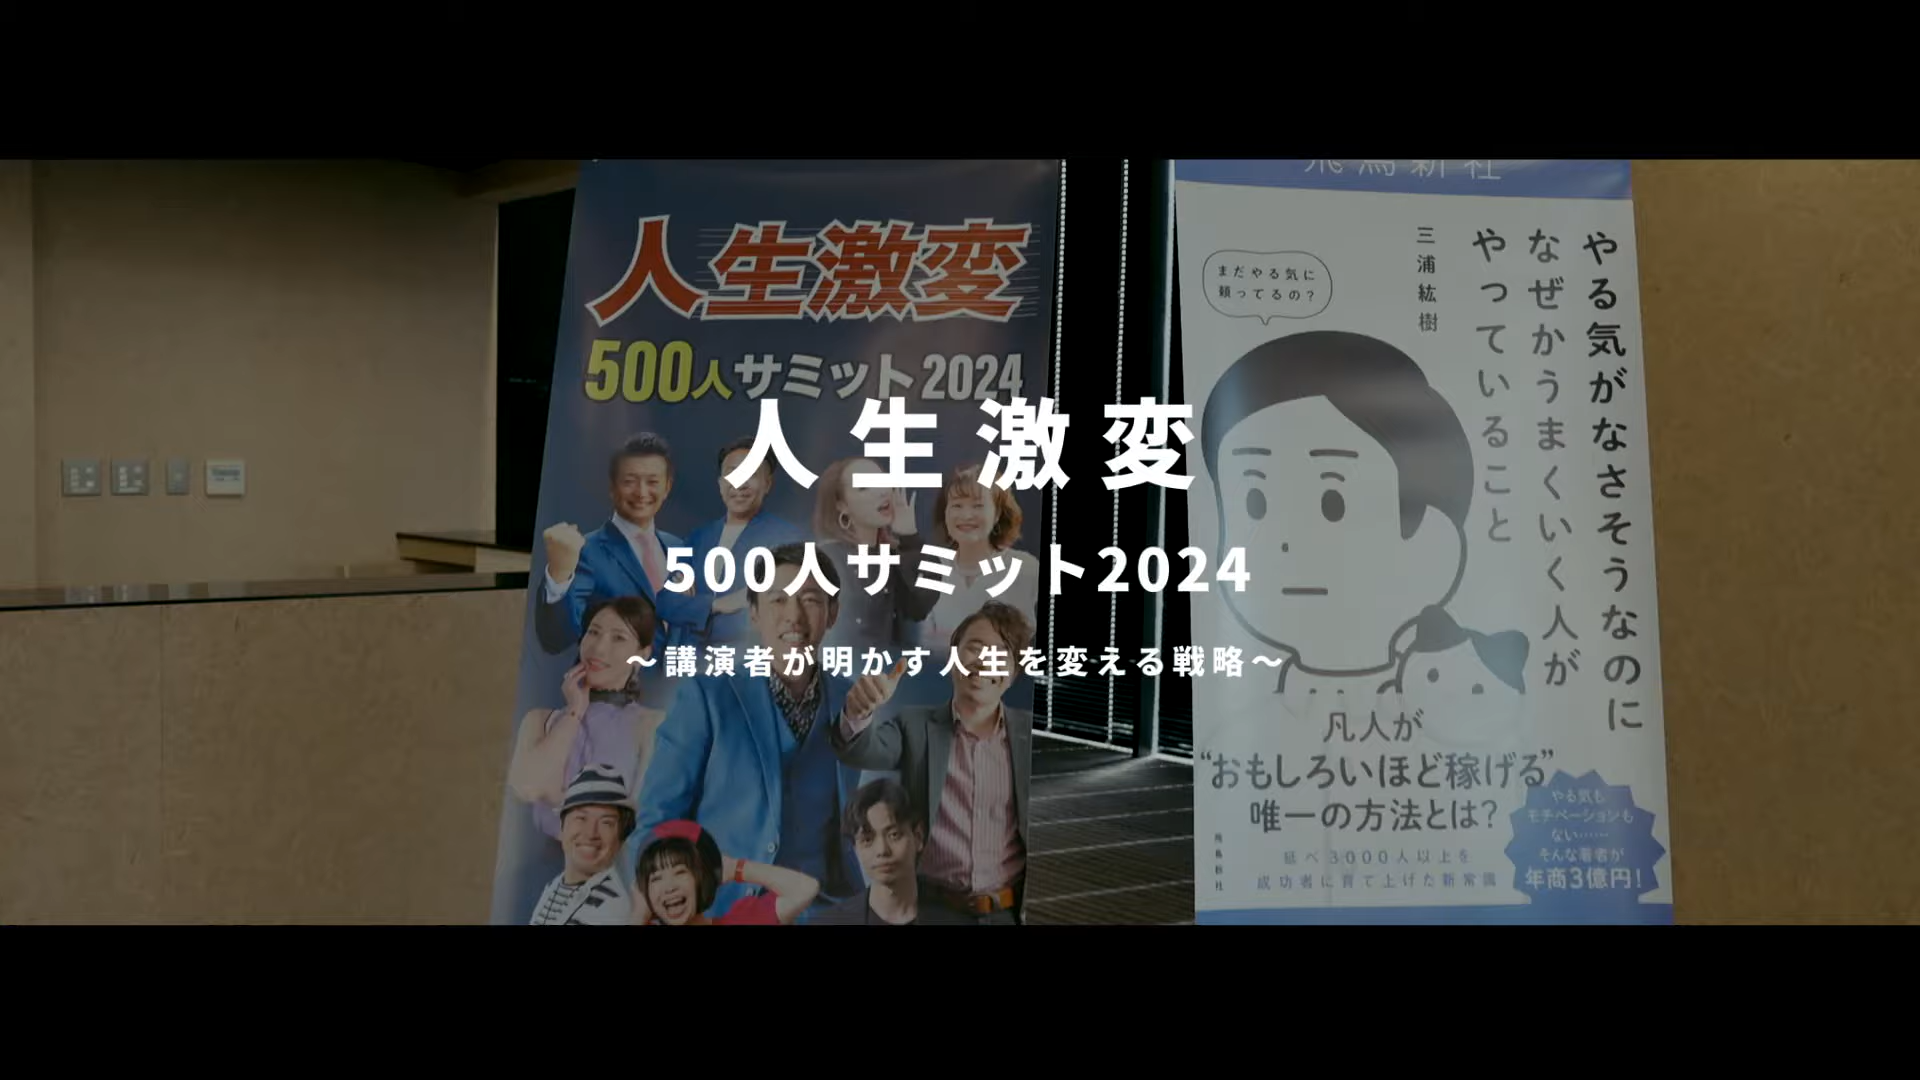 人生激変
500人サミット2024
人生激変
500人サミット2024
～講演者が明かす人生を変える戦略～
飛鳥新社
やる気がなさそうなのに
なぜかうまくいく人が
やっていること
三浦紘樹
まだやる気に
頼ってるの？
凡人が
“おもしろいほど稼げる”
唯一の方法とは？
延べ3000人以上を
成功者に育て上げた新常識
やる気も
モチベーションも
ない……
そんな著者が
年商3億円！
飛鳥新社